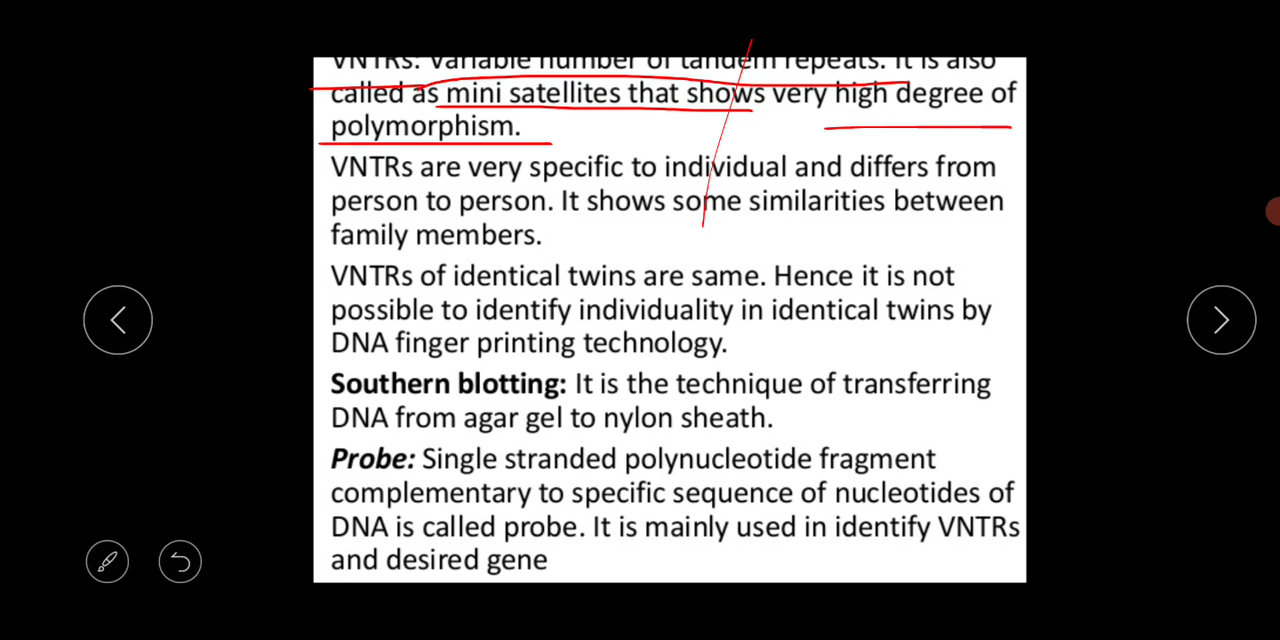 VNTRs: Variable number of tandem repeats. It is also
called as mini satellites that shows very high degree of
polymorphism.
VNTRs are very specific to individual and differs from
person to person. It shows some similarities between
family members.
VNTRs of identical twins are same. Hence it is not
possible to identify individuality in identical twins by
DNA finger printing technology.
Southern blotting: It is the technique of transferring
DNA from agar gel to nylon sheath.
Probe: Single stranded polynucleotide fragment
complementary to specific sequence of nucleotides of
DNA is called probe. It is mainly used in identify VNTRs
and desired gene